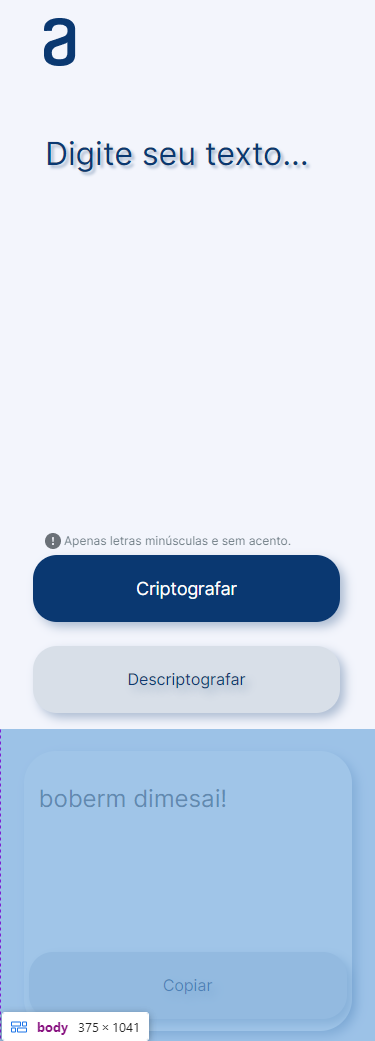 a
Digite seu texto...
! Apenas letras minúsculas e sem acento.
Criptografar
Descriptografar
boberm dimesai!
Copiar
body 375 × 1041